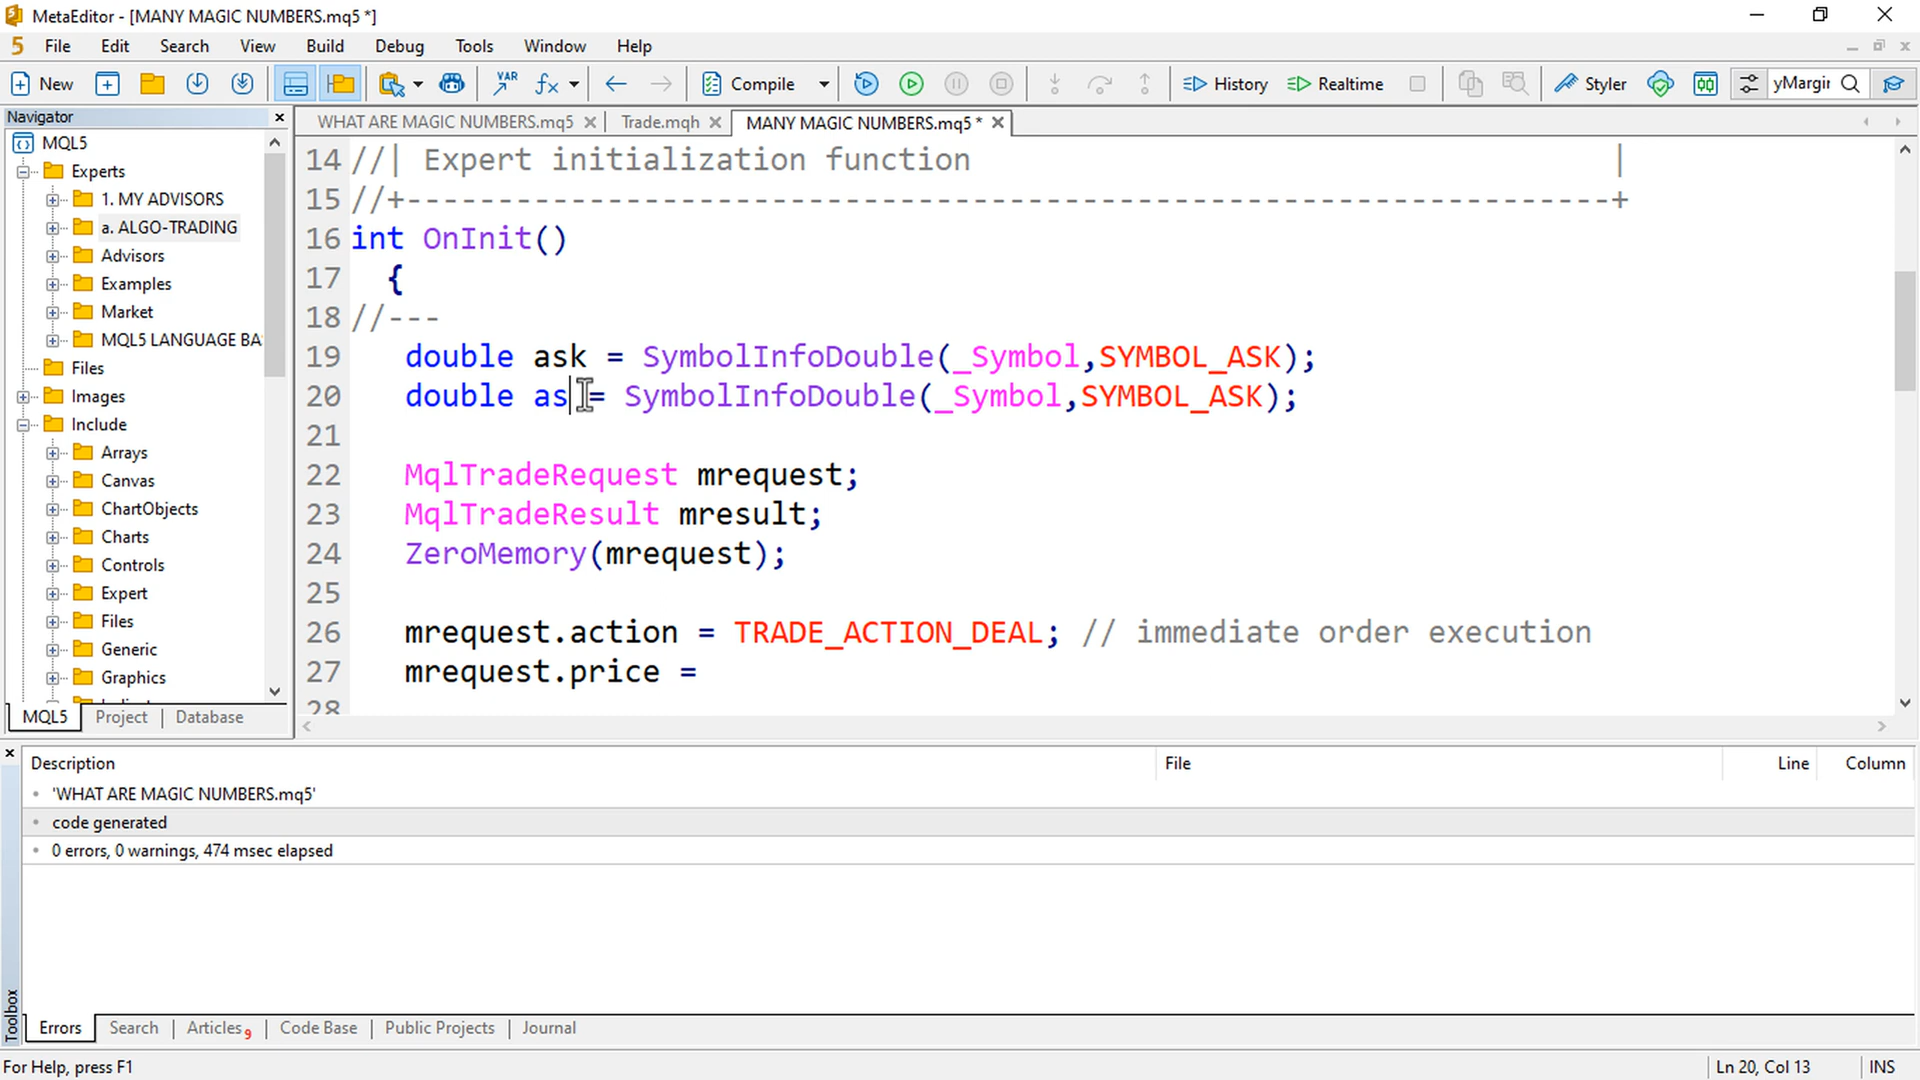 MetaEditor - [MANY MAGIC NUMBERS.mq5 *]
5 File Edit Search View Build Debug Tools Window Help
New VAR Compile History Realtime Styler yMargir
Navigator
WHAT ARE MAGIC NUMBERS.mq5 Trade.mqh MANY MAGIC NUMBERS.mq5 *
MQL5
Experts
1. MY ADVISORS
a. ALGO-TRADING
Advisors
Examples
Market
MQL5 LANGUAGE BA
Files
Images
Include
Arrays
Canvas
ChartObjects
Charts
Controls
Expert
Files
Generic
Graphics
MQL5 Project Database
14 //| Expert initialization function |
15 //+------------------------------------------------------------------+
16 int OnInit()
17 {
18 //---
19 double ask = SymbolInfoDouble(_Symbol,SYMBOL_ASK);
20 double as = SymbolInfoDouble(_Symbol,SYMBOL_ASK);
21
22 MqlTradeRequest mrequest;
23 MqlTradeResult mresult;
24 ZeroMemory(mrequest);
25
26 mrequest.action = TRADE_ACTION_DEAL; // immediate order execution
27 mrequest.price =
28
Description File Line Column
'WHAT ARE MAGIC NUMBERS.mq5'
code generated
0 errors, 0 warnings, 474 msec elapsed
Toolbox
Errors Search Articles 9 Code Base Public Projects Journal
For Help, press F1 Ln 20, Col 13 INS